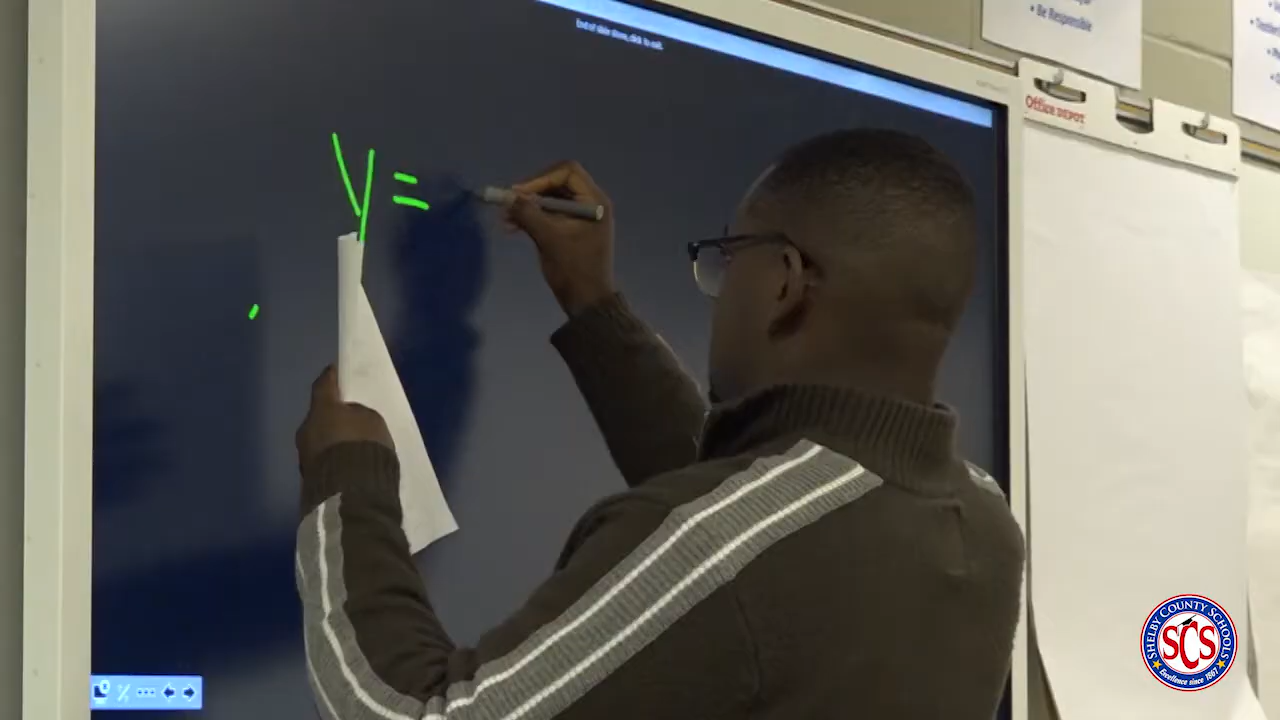 • Be Responsible
End of slide show, click to exit.
Office DEPOT
y =
SHELBY COUNTY SCHOOLS
SCS
Excellence since 1867